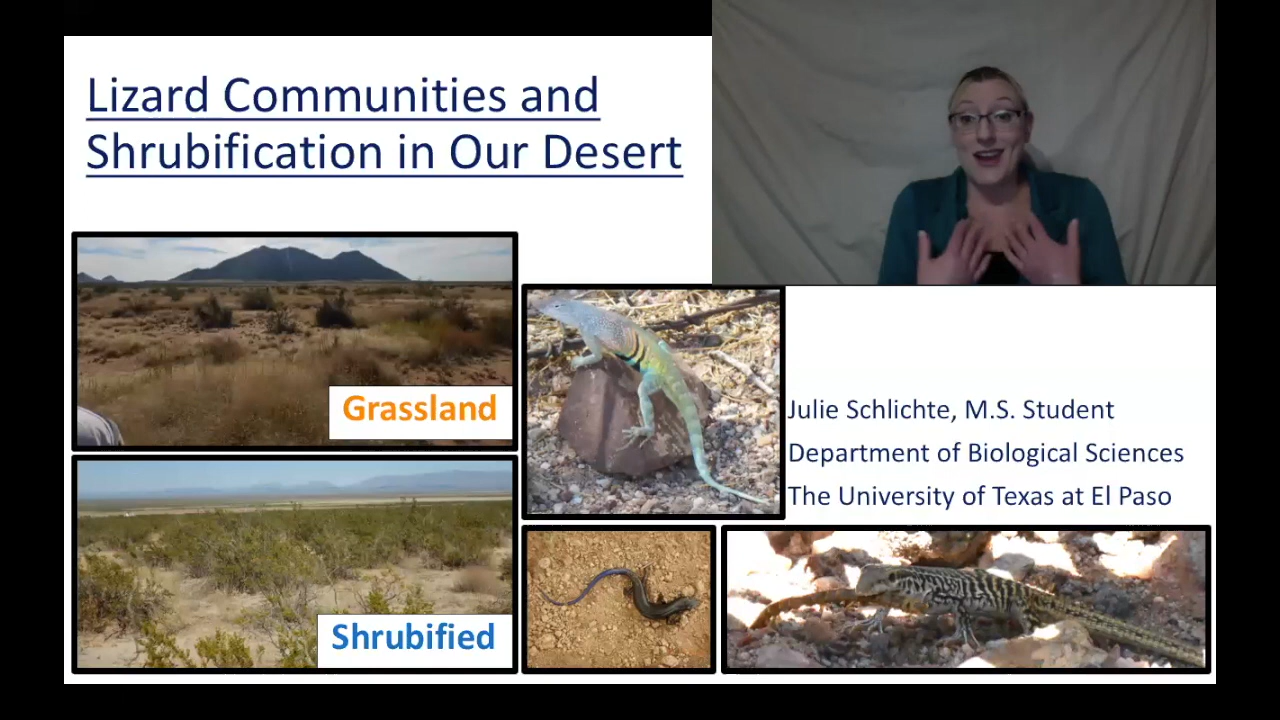 Lizard Communities and
Shrubification in Our Desert
Grassland
Shrubified
Julie Schlichte, M.S. Student
Department of Biological Sciences
The University of Texas at El Paso